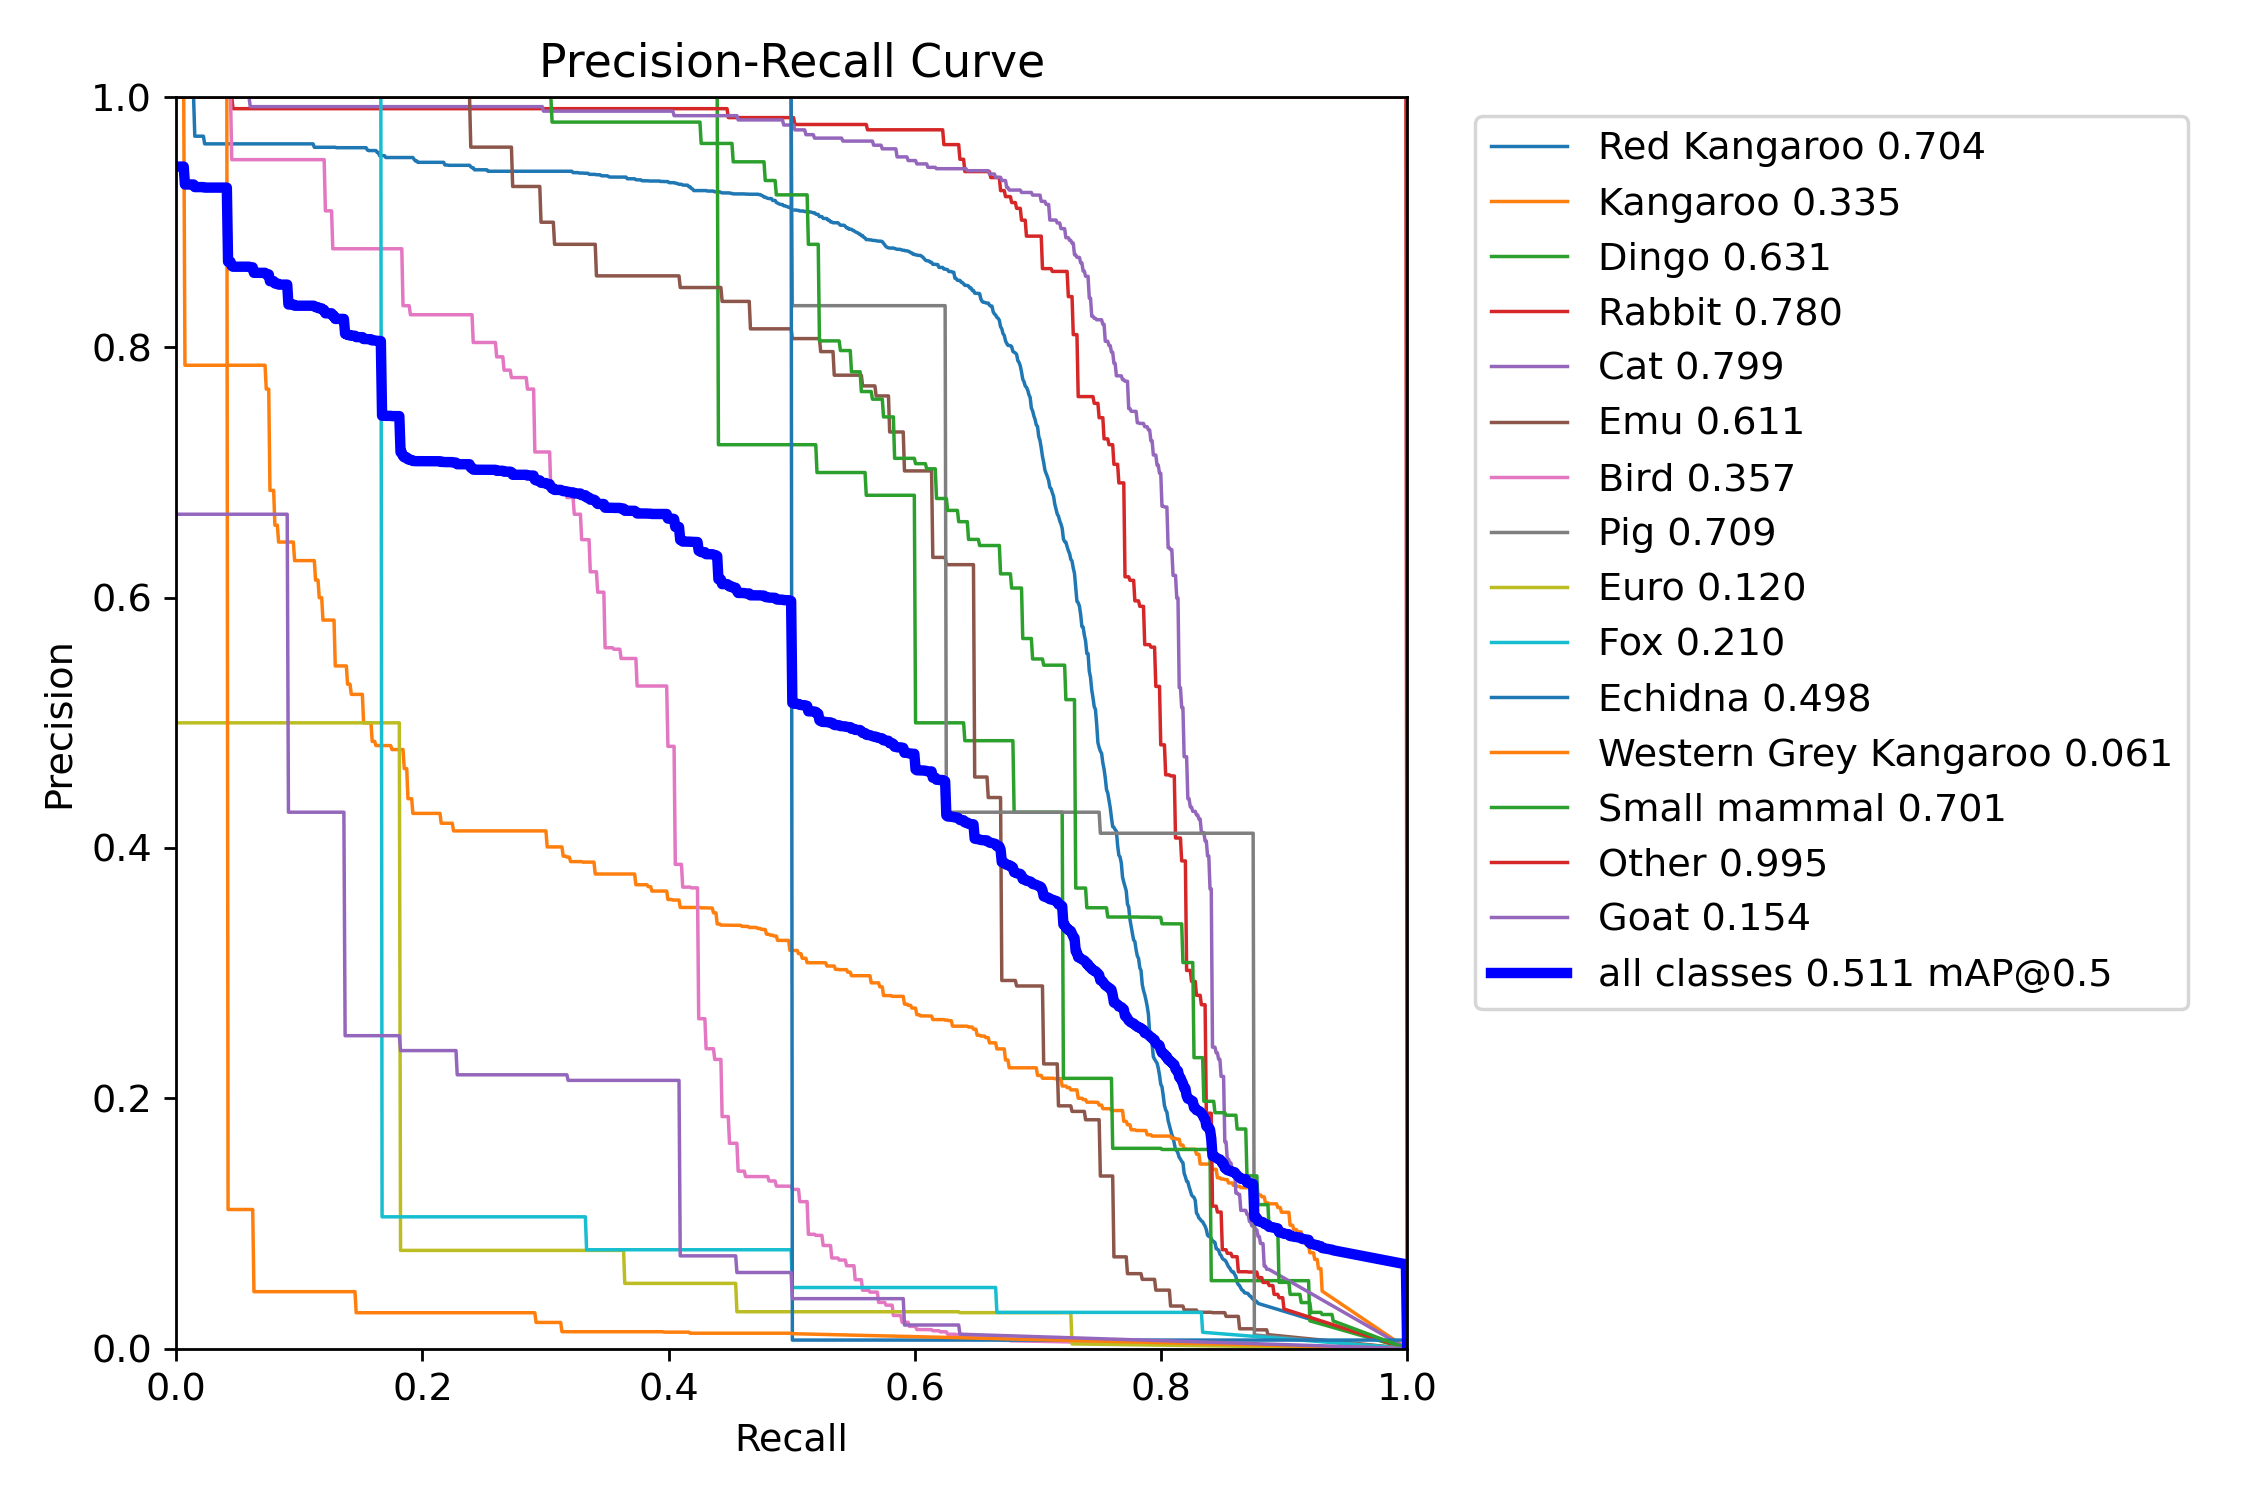 Precision-Recall Curve
1.0
0.8
0.6
0.4
0.2
0.0
Precision
0.0 0.2 0.4 0.6 0.8 1.0
Recall
Red Kangaroo 0.704
Kangaroo 0.335
Dingo 0.631
Rabbit 0.780
Cat 0.799
Emu 0.611
Bird 0.357
Pig 0.709
Euro 0.120
Fox 0.210
Echidna 0.498
Western Grey Kangaroo 0.061
Small mammal 0.701
Other 0.995
Goat 0.154
all classes 0.511 mAP@0.5